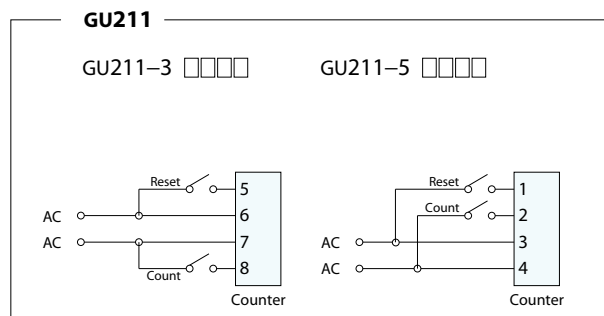 GU211
GU211–3 □□□□
GU211–5 □□□□
Reset
5
AC
6
AC
7
Count
8
Counter
Reset
1
Count
2
AC
3
AC
4
Counter